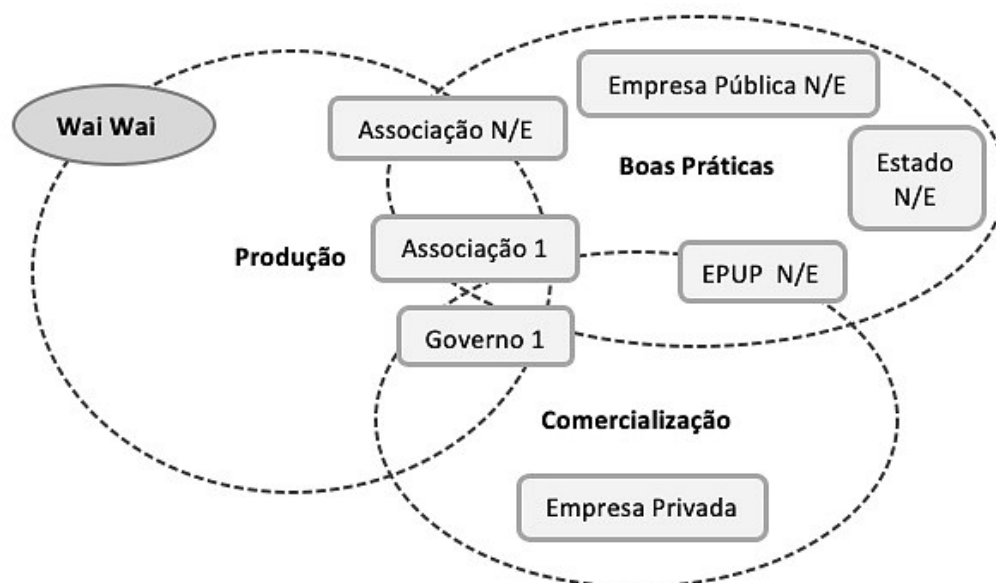 Empresa Pública N/E
Wai Wai
Associação N/E
Boas Práticas
Estado
N/E
Produção
Associação 1
EPUP N/E
Governo 1
Comercialização
Empresa Privada